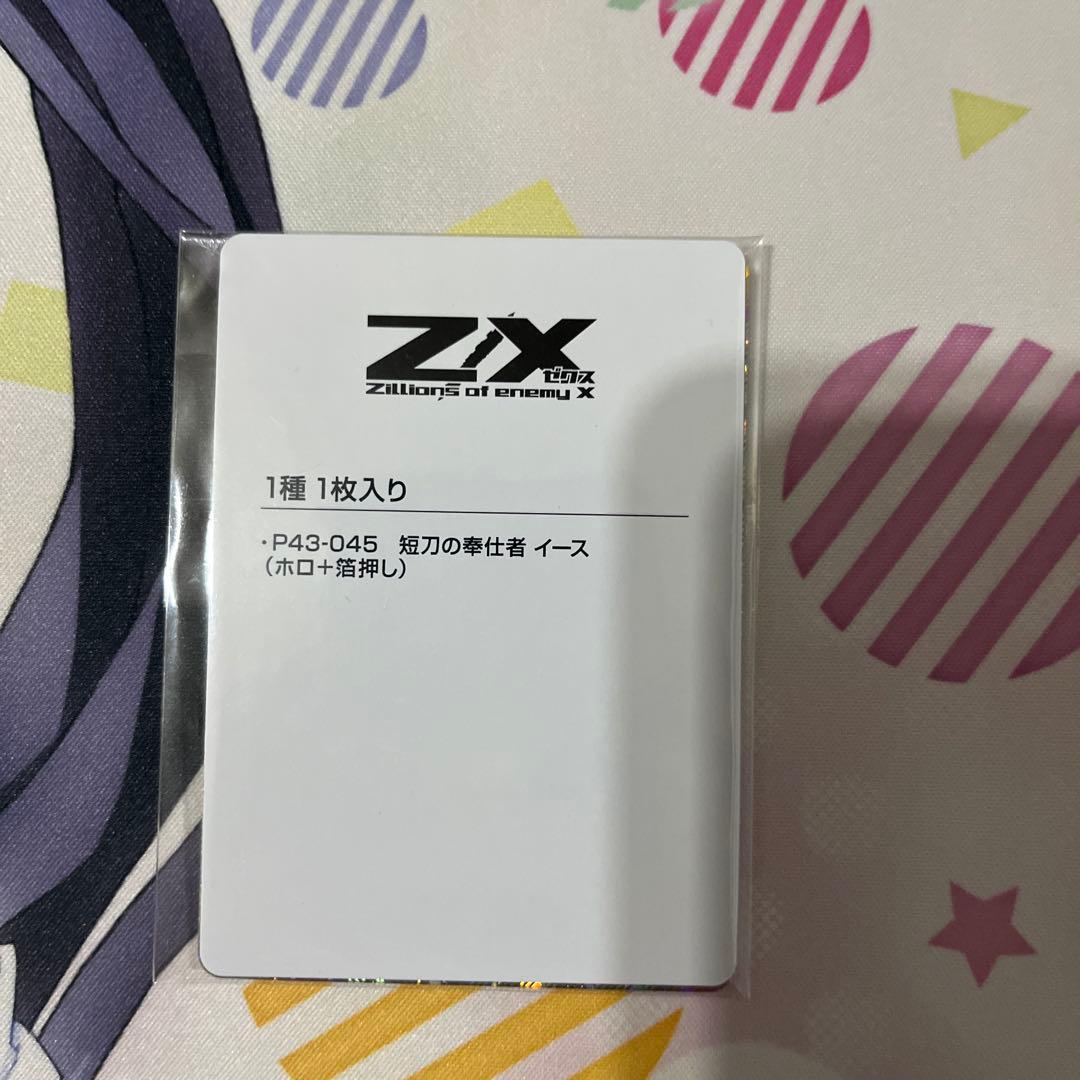 Z/X
ゼクス
Zillions of enemy X
1種 1枚入り
・P43-045　短刀の奉仕者 イース
（ホロ＋箔押し）